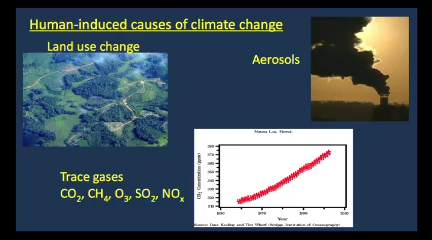 Human-induced causes of climate change
Land use change
Aerosols
Trace gases
CO₂, CH₄, O₃, SO₂, NOₓ
Mauna Loa, Hawaii
CO₂ Concentration (ppm)
Year
Source: Dave Keeling and Tim Whorf (Scripps Institution of Oceanography)